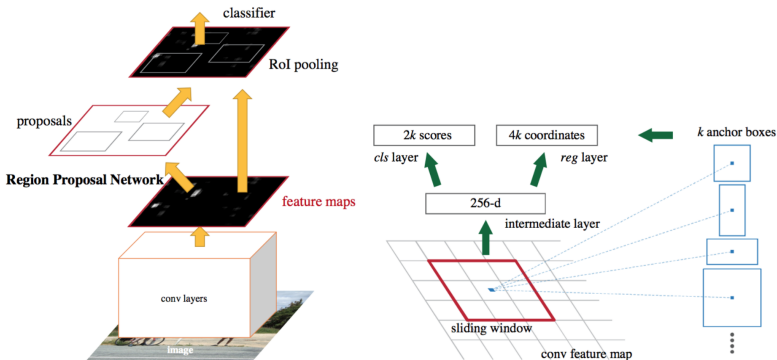 classifier
RoI pooling
proposals
Region Proposal Network
feature maps
conv layers
image
2k scores
4k coordinates
k anchor boxes
cls layer
reg layer
256-d
intermediate layer
sliding window
conv feature map